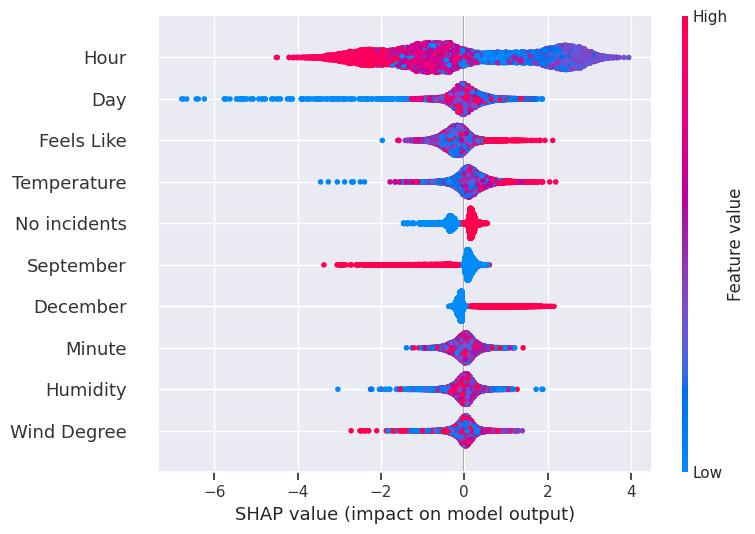 High
Hour
Day
Feels Like
Temperature
No incidents
September
December
Minute
Humidity
Wind Degree
Feature value
Low
−6 −4 −2 0 2 4
SHAP value (impact on model output)